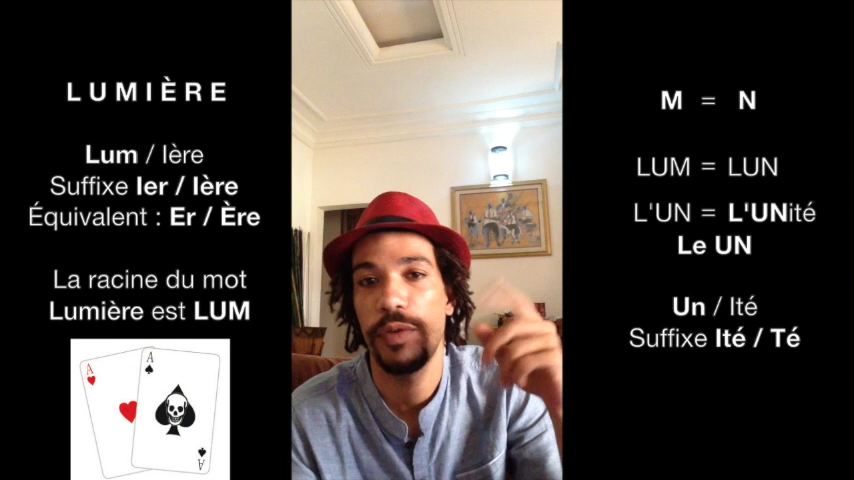 LUMIÈRE
Lum / Ière
Suffixe Ier / Ière
Équivalent : Er / Ère
La racine du mot
Lumière est LUM
A
A
A
M = N
LUM = LUN
L'UN = L'UNité
Le UN
Un / Ité
Suffixe Ité / Té